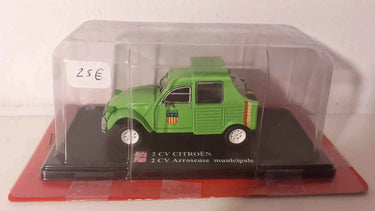 25€
2 CV CITROËN
2 CV Arroseuse municipale